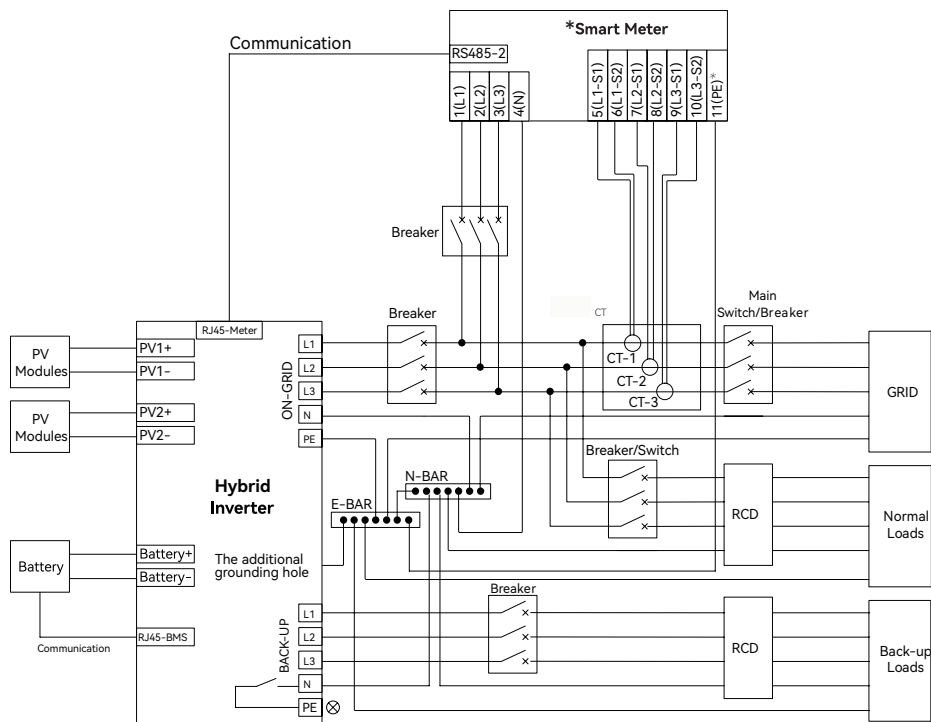 *Smart Meter
Communication
RS485-2
1(L1)
2(L2)
3(L3)
4(N)
5(L1-S1)
6(L1-S2)
7(L2-S1)
8(L2-S2)
9(L3-S1)
10(L3-S2)
11(PE)*
Breaker
Breaker
CT
Main
Switch/Breaker
RJ45-Meter
PV
Modules
PV1+
PV1-
PV
Modules
PV2+
PV2-
ON-GRID
L1
L2
L3
N
PE
CT-1
CT-2
CT-3
GRID
Breaker/Switch
N-BAR
E-BAR
Hybrid
Inverter
RCD
Normal
Loads
Battery
Battery+
Battery-
The additional
grounding hole
Breaker
RJ45-BMS
Communication
BACK-UP
L1
L2
L3
N
PE
RCD
Back-up
Loads